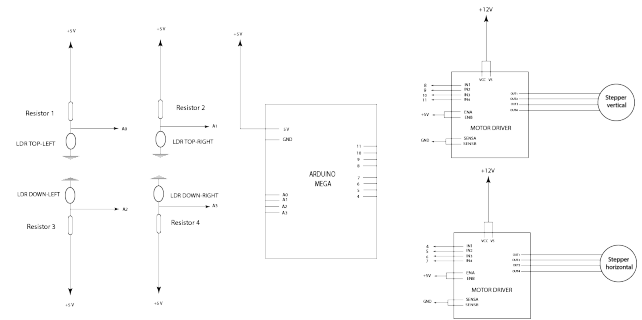 +5V
+5V
+5V
+12V
Resistor 1
A0
Resistor 2
A1
LDR TOP-LEFT
LDR TOP-RIGHT
LDR DOWN-LEFT
A2
Resistor 3
LDR DOWN-RIGHT
A3
Resistor 4
+5V
+5V
5V
GND
A0
A1
A2
A3
ARDUINO
MEGA
11
10
9
8
7
6
5
4
VCC VS
8 IN1
9 IN2
10 IN3
11 IN4
+5V ENA
ENB
MOTOR DRIVER
GND SENSA
SENSB
OUT1
OUT2
OUT3
OUT4
Stepper
vertical
+12V
VCC VS
4 IN1
5 IN2
6 IN3
7 IN4
+5V ENA
ENB
MOTOR DRIVER
GND SENSA
SENSB
OUT1
OUT2
OUT3
OUT4
Stepper
horizontal